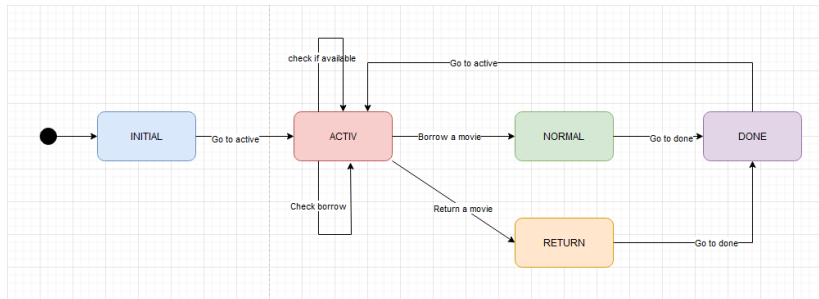 check if available
Go to active
INITIAL
Go to active
ACTIV
Borrow a movie
NORMAL
Go to done
DONE
Check borrow
Return a movie
RETURN
Go to done